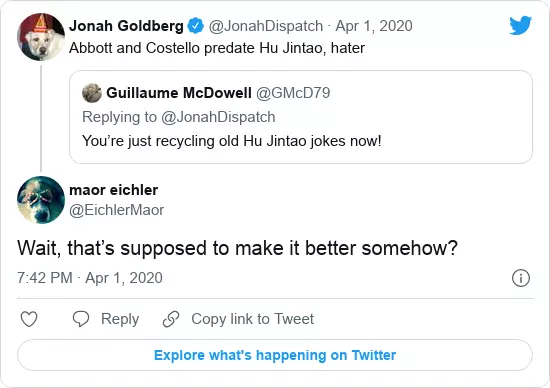 Jonah Goldberg @JonahDispatch · Apr 1, 2020
Abbott and Costello predate Hu Jintao, hater
Guillaume McDowell @GMcD79
Replying to @JonahDispatch
You’re just recycling old Hu Jintao jokes now!
maor eichler
@EichlerMaor
Wait, that’s supposed to make it better somehow?
7:42 PM · Apr 1, 2020
Reply
Copy link to Tweet
Explore what's happening on Twitter